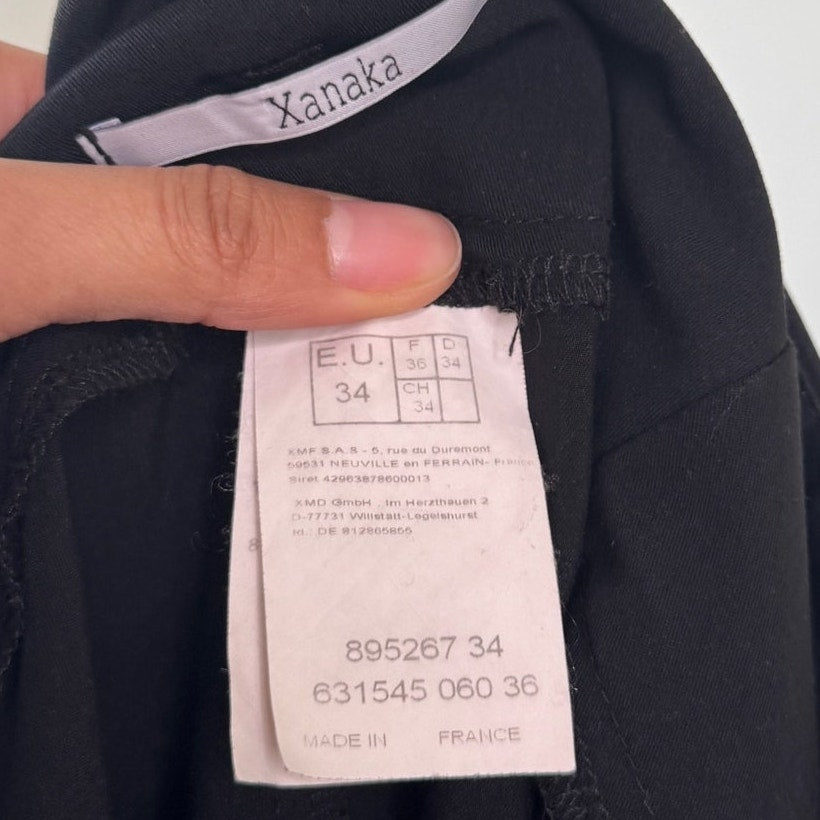 Xanaka
E.U. F D
34 36 34
CH
34
XMF S.A.S - 5, rue du Duremont
59531 NEUVILLE en FERRAIN- France
Siret 42963878600013
XMD GmbH , Im Herzthauen 2
D-77731 Willstätt-Legelshurst
Id.: DE 812865855
895267 34
631545 060 36
MADE IN FRANCE